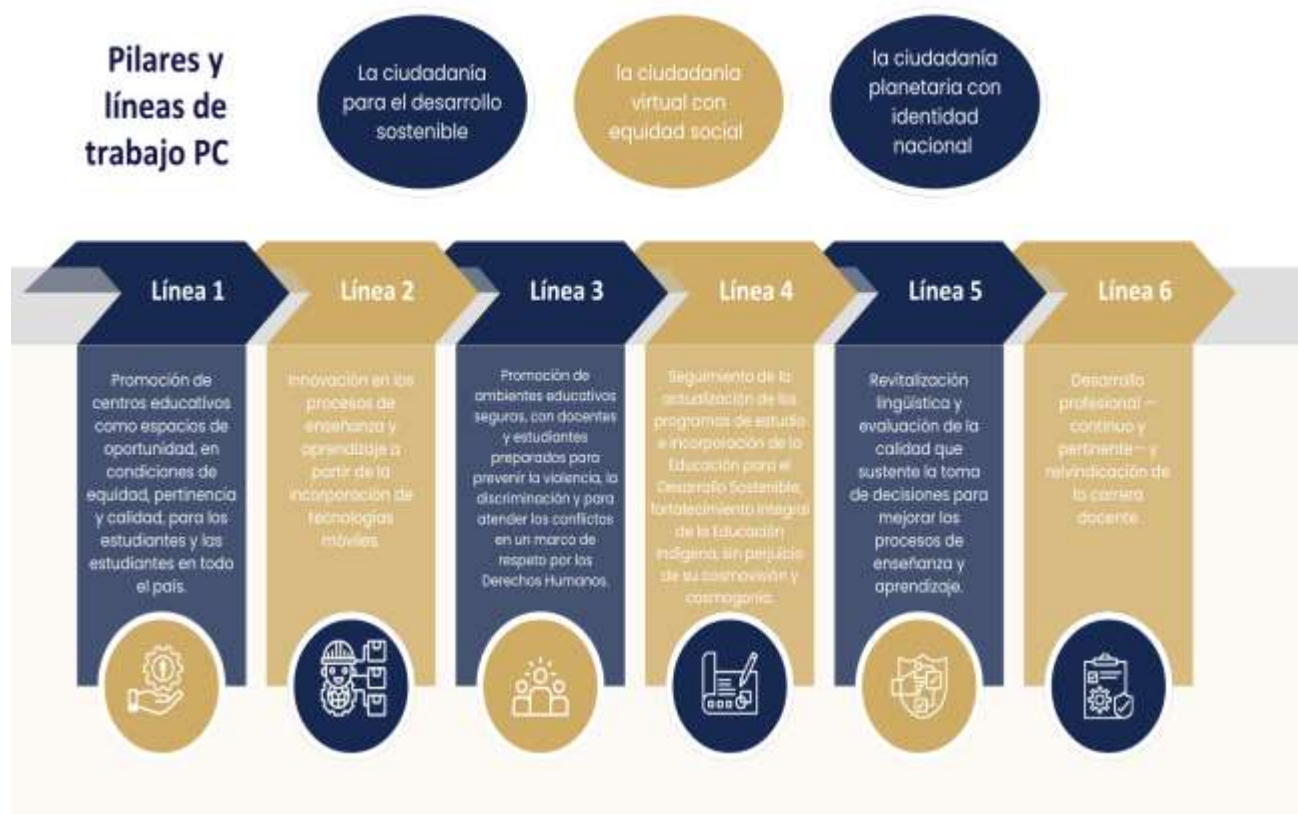 Pilares y
líneas de
trabajo PC
La ciudadanía
para el desarrollo
sostenible
la ciudadanía
virtual con
equidad social
la ciudadanía
planetaria con
identidad
nacional
Línea 1
Promoción de
centros educativos
como espacios de
oportunidad, en
condiciones de
equidad, pertinencia
y calidad, para los
estudiantes y las
estudiantes en todo
el país.
Línea 2
Innovación en los
procesos de
enseñanza y
aprendizaje a
partir de la
incorporación de
tecnologías
móviles.
Línea 3
Promoción de
ambientes educativos
seguros, con docentes
y estudiantes
preparados para
prevenir la violencia, la
discriminación y para
atender los conflictos
en un marco de
respeto por los
Derechos Humanos.
Línea 4
Seguimiento de la
actualización de los
programas de estudio
e incorporación de la
Educación para el
Desarrollo Sostenible,
fortalecimiento integral
de la Educación
Indígena, sin perjuicio
de su cosmovisión y
cosmogonía.
Línea 5
Revitalización
lingüística y
evaluación de la
calidad que
sustente la toma
de decisiones para
mejorar los
procesos de
enseñanza y
aprendizaje.
Línea 6
Desarrollo
profesional —
continuo y
pertinente— y
reivindicación de
la carrera
docente.